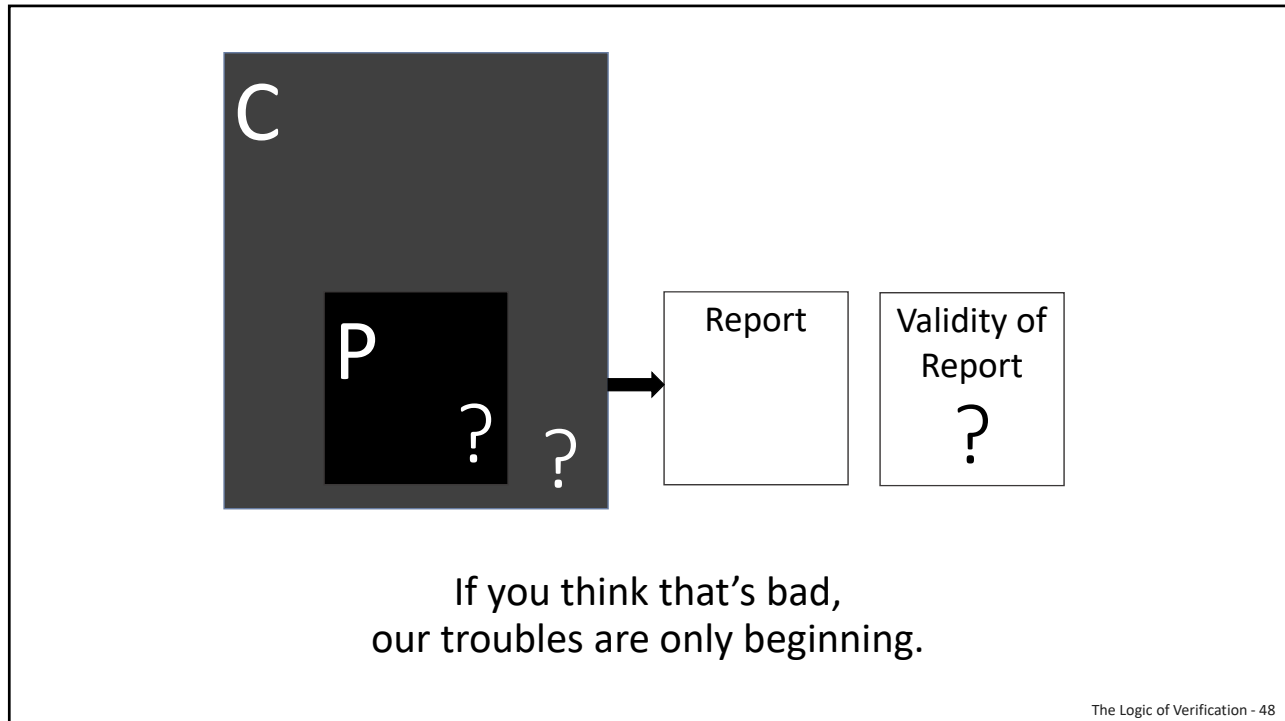 C
P
?
?
Report
Validity of
Report
?
If you think that’s bad,
our troubles are only beginning.
The Logic of Verification - 48